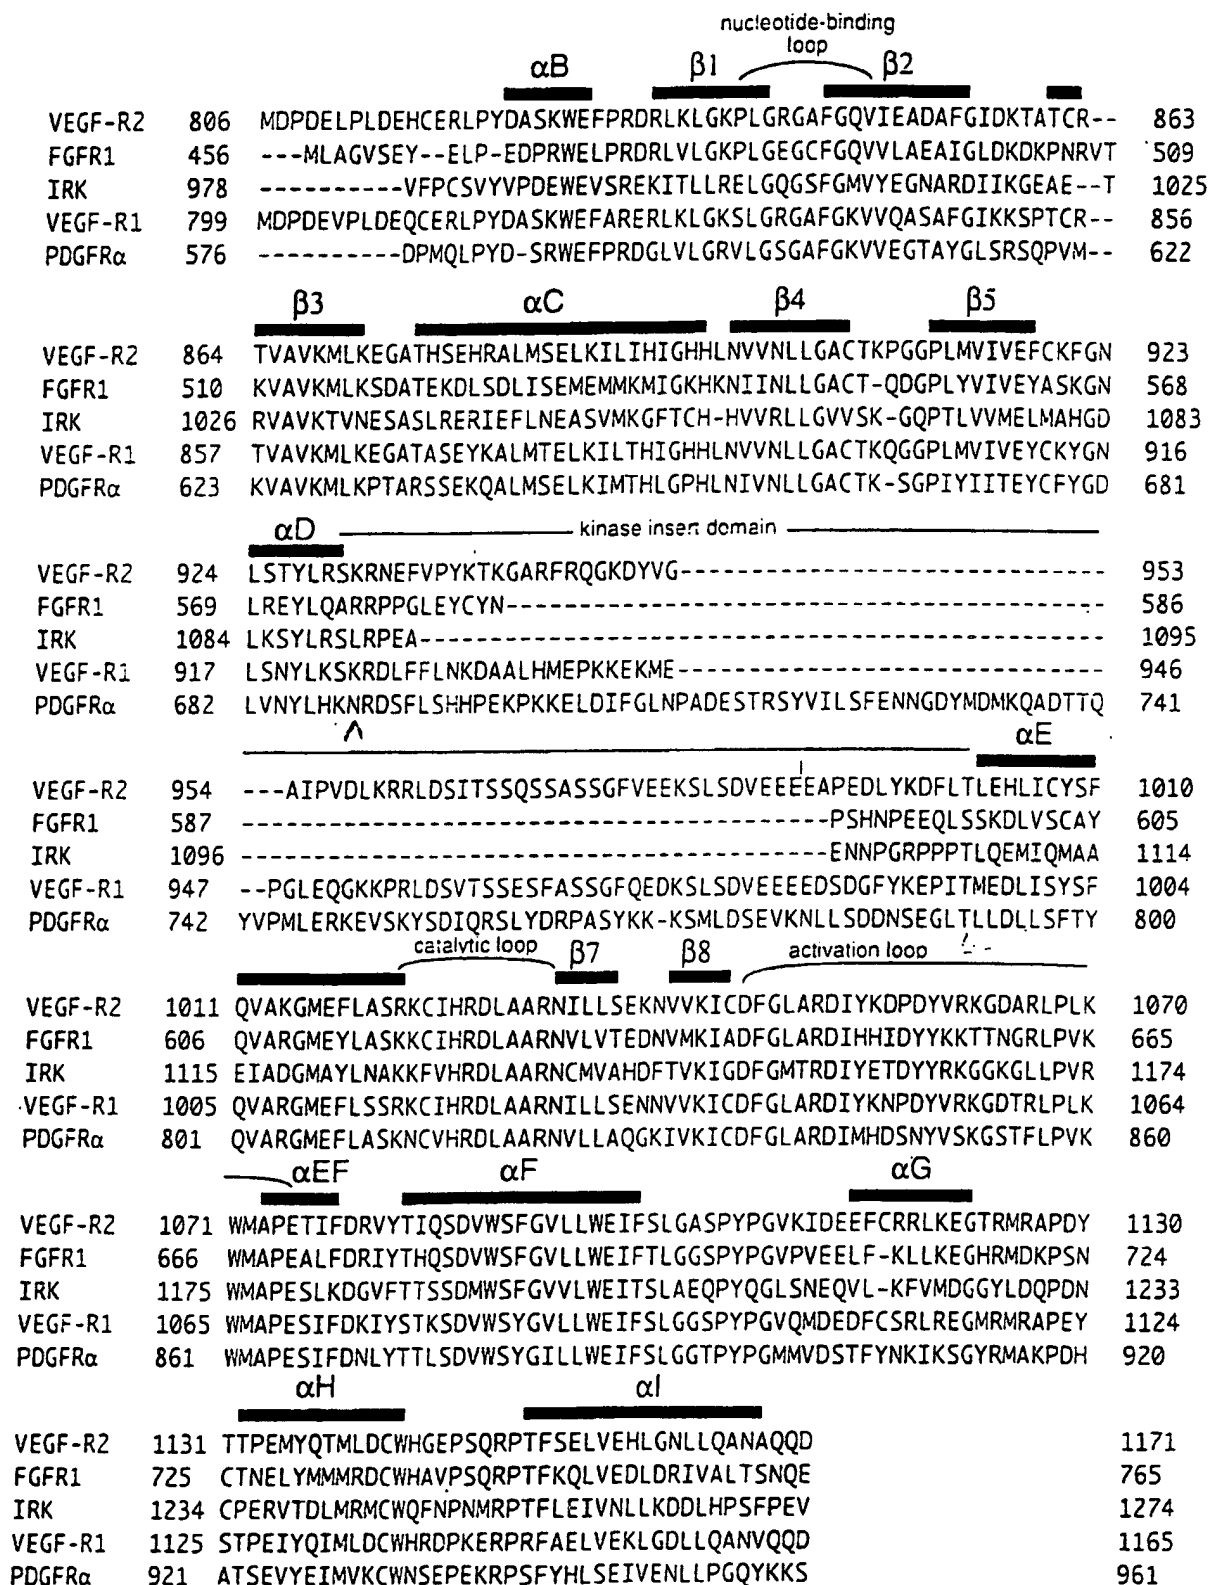 nucleotide-binding
loop
αB β1 β2
VEGF-R2 806 MDPDELPLDEHCERLPYDASKWEFPRDRLKLGKPLGRGAFGQVIEADAFGIDKTATCR-- 863
FGFR1 456 ---MLAGVSEY--ELP-EDPRWELPRDRLVLGKPLGEGCFGQVVLAEAIGLDKDKPNRVT 509
IRK 978 ----------VFPCSVYVPDEWEVSREKITLLRELGQGSFGMVYEGNARDIIKGEAE--T 1025
VEGF-R1 799 MDPDEVPLDEQCERLPYDASKWEFARERLKLGKSLGRGAFGKVVQASAFGIKKSPTCR-- 856
PDGFRα 576 ----------DPMQLPYD-SRWEFPRDGLVLGRVLGSGAFGKVVEGTAYGLSRSQPVM-- 622
β3 αC β4 β5
VEGF-R2 864 TVAVKMLKEGATHSEHRALMSELKILIHIGHHLNVVNLLGACTKPGGPLMVIVEFCKFGN 923
FGFR1 510 KVAVKMLKSDATEKDLSDLISEMEMMKMIGKHKNIINLLGACT-QDGPLYVIVEYASKGN 568
IRK 1026 RVAVKTVNESASLRERIEFLNEASVMKGFTCH-HVVRLLGVVSK-GQPTLVVMELMAHGD 1083
VEGF-R1 857 TVAVKMLKEGATASEYKALMTELKILTHIGHHLNVVNLLGACTKQGGPLMVIVEYCKYGN 916
PDGFRα 623 KVAVKMLKPTARSSEKQALMSELKIMTHLGPHLNIVNLLGACTK-SGPIYIITEYCFYGD 681
αD kinase insert domain
VEGF-R2 924 LSTYLRSKRNEFVPYKTKGARFRQGKDYVG------------------------------ 953
FGFR1 569 LREYLQARRPPGLEYCYN------------------------------------------ 586
IRK 1084 LKSYLRSLRPEA------------------------------------------------ 1095
VEGF-R1 917 LSNYLKSKRDLFFLNKDAALHMEPKKEKME------------------------------ 946
PDGFRα 682 LVNYLHKNRDSFLSHHPEKPKKELDIFGLNPADESTRSYVILSFENNGDYMDMKQADTTQ 741
αE
VEGF-R2 954 ---AIPVDLKRRLDSITSSQSSASSGFVEEKSLSDVEEEEAPEDLYKDFLTLEHLICYSF 1010
FGFR1 587 -----------------------------------------PSHNPEEQLSSKDLVSCAY 605
IRK 1096 -----------------------------------------ENNPGRPPPTLQEMIQMAA 1114
VEGF-R1 947 --PGLEQGKKPRLDSVTSSESFASSGFQEDKSLSDVEEEEDSDGFYKEPITMEDLISYSF 1004
PDGFRα 742 YVPMLERKEVSKYSDIQRSLYDRPASYKK-KSMLDSEVKNLLSDDNSEGLTLLDLLSFTY 800
catalytic loop β7 β8 activation loop
VEGF-R2 1011 QVAKGMEFLASRKCIHRDLAARNILLSEKNVVKICDFGLARDIYKDPDYVRKGDARLPLK 1070
FGFR1 606 QVARGMEYLASKKCIHRDLAARNVLVTEDNVMKIADFGLARDIHHIDYYKKTTNGRLPVK 665
IRK 1115 EIADGMAYLNAKKFVHRDLAARNCMVAHDFTVKIGDFGMTRDIYETDYYRKGGKGLLPVR 1174
VEGF-R1 1005 QVARGMEFLSSRKCIHRDLAARNILLSENNVVKICDFGLARDIYKNPDYVRKGDTRLPLK 1064
PDGFRα 801 QVARGMEFLASKNCVHRDLAARNVLLAQGKIVKICDFGLARDIMHDSNYVSKGSTFLPVK 860
αEF αF αG
VEGF-R2 1071 WMAPETIFDRVYTIQSDVWSFGVLLWEIFSLGASPYPGVKIDEEFCRRLKEGTRMRAPDY 1130
FGFR1 666 WMAPEALFDRIYTHQSDVWSFGVLLWEIFTLGGSPYPGVPVEELF-KLLKEGHRMDKPSN 724
IRK 1175 WMAPESLKDGVFTTSSDMWSFGVVLWEITSLAEQPYQGLSNEQVL-KFVMDGGYLDQPDN 1233
VEGF-R1 1065 WMAPESIFDKIYSTKSDVWSYGVLLWEIFSLGGSPYPGVQMDEDFCSRLREGMRMRAPEY 1124
PDGFRα 861 WMAPESIFDNLYTTLSDVWSYGILLWEIFSLGGTPYPGMMVDSTFYNKIKSGYRMAKPDH 920
αH αI
VEGF-R2 1131 TTPEMYQTMLDCWHGEPSQRPTFSELVEHLGNLLQANAQQD 1171
FGFR1 725 CTNELYMMMRDCWHAVPSQRPTFKQLVEDLDRIVALTSNQE 765
IRK 1234 CPERVTDLMRMCWQFNPNMRPTFLEIVNLLKDDLHPSFPEV 1274
VEGF-R1 1125 STPEIYQIMLDCWHRDPKERPRFAELVEKLGDLLQANVQQD 1165
PDGFRα 921 ATSEVYEIMVKCWNSEPEKRPSFYHLSEIVENLLPGQYKKS 961